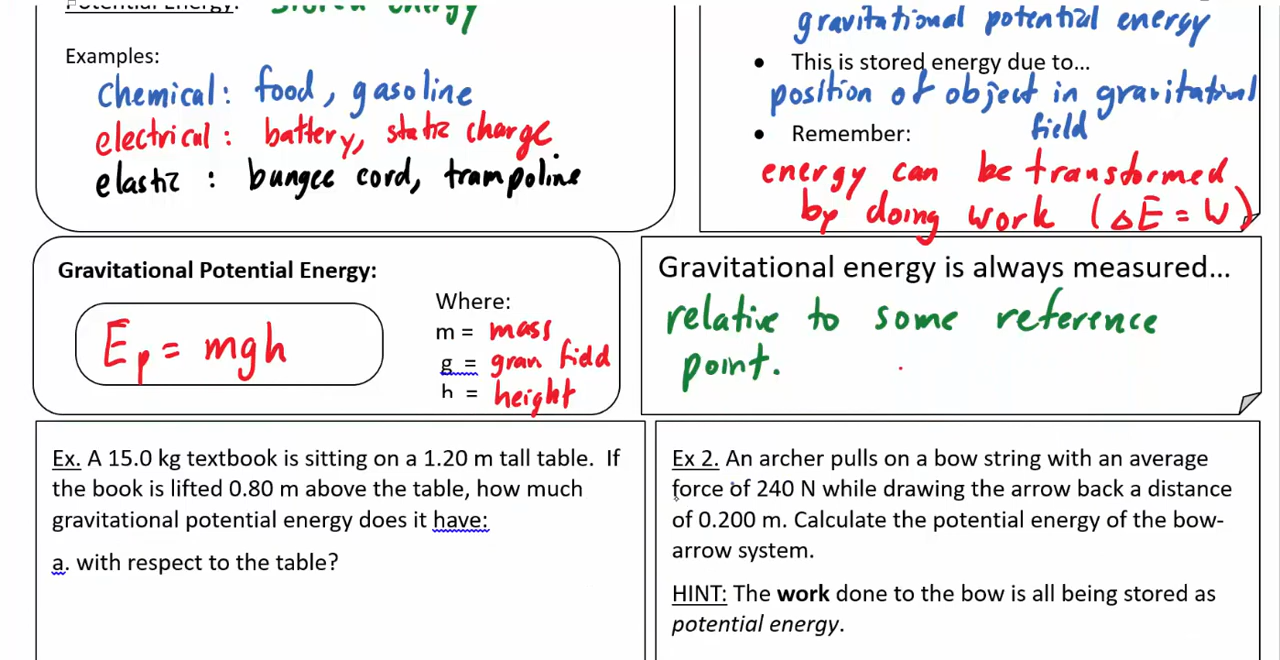 Potential Energy: stored energy
Examples:
chemical: food, gasoline
electrical: battery, static charge
elastic: bungee cord, trampoline
gravitational potential energy
• This is stored energy due to...
position of object in gravitational
field
• Remember:
energy can be transformed
by doing work (ΔE = W)
Gravitational Potential Energy:
Ep = mgh
Where:
m = mass
g = grav field
h = height
Gravitational energy is always measured...
relative to some reference
point.
Ex. A 15.0 kg textbook is sitting on a 1.20 m tall table. If
the book is lifted 0.80 m above the table, how much
gravitational potential energy does it have:
a. with respect to the table?
Ex 2. An archer pulls on a bow string with an average
force of 240 N while drawing the arrow back a distance
of 0.200 m. Calculate the potential energy of the bow-
arrow system.
HINT: The work done to the bow is all being stored as
potential energy.